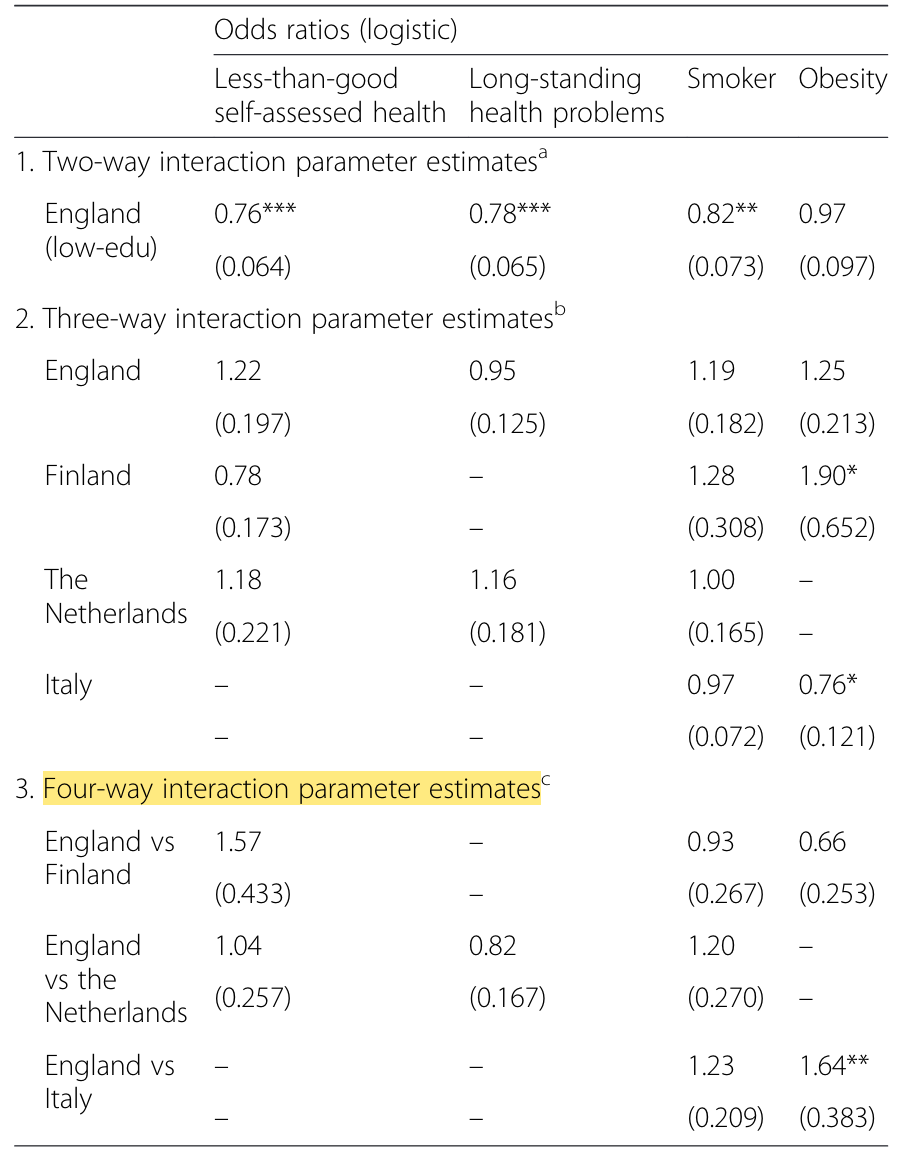 Odds ratios (logistic)
Less-than-good self-assessed health Long-standing health problems Smoker Obesity
1. Two-way interaction parameter estimatesᵃ
England (low-edu) 0.76*** 0.78*** 0.82** 0.97
(0.064) (0.065) (0.073) (0.097)
2. Three-way interaction parameter estimatesᵇ
England 1.22 0.95 1.19 1.25
(0.197) (0.125) (0.182) (0.213)
Finland 0.78 – 1.28 1.90*
(0.173) – (0.308) (0.652)
The Netherlands 1.18 1.16 1.00 –
(0.221) (0.181) (0.165) –
Italy – – 0.97 0.76*
– – (0.072) (0.121)
3. Four-way interaction parameter estimatesᶜ
England vs Finland 1.57 – 0.93 0.66
(0.433) – (0.267) (0.253)
England vs the Netherlands 1.04 0.82 1.20 –
(0.257) (0.167) (0.270) –
England vs Italy – – 1.23 1.64**
– – (0.209) (0.383)